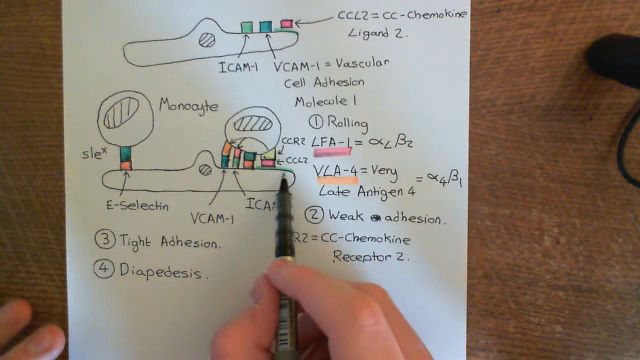 CCL2 = CC-Chemokine
Ligand 2.
ICAM-1 VCAM-1 = Vascular
Cell Adhesion
Molecule 1
Monocyte
① Rolling
CCR2 LFA-1 = αLβ2
sleˣ
CCL2
VLA-4 = Very = α4β1
Late Antigen 4
E-Selectin
VCAM-1 ICA
② Weak adhesion.
③ Tight Adhesion.
R2 = CC-Chemokine
Receptor 2.
④ Diapedesis.